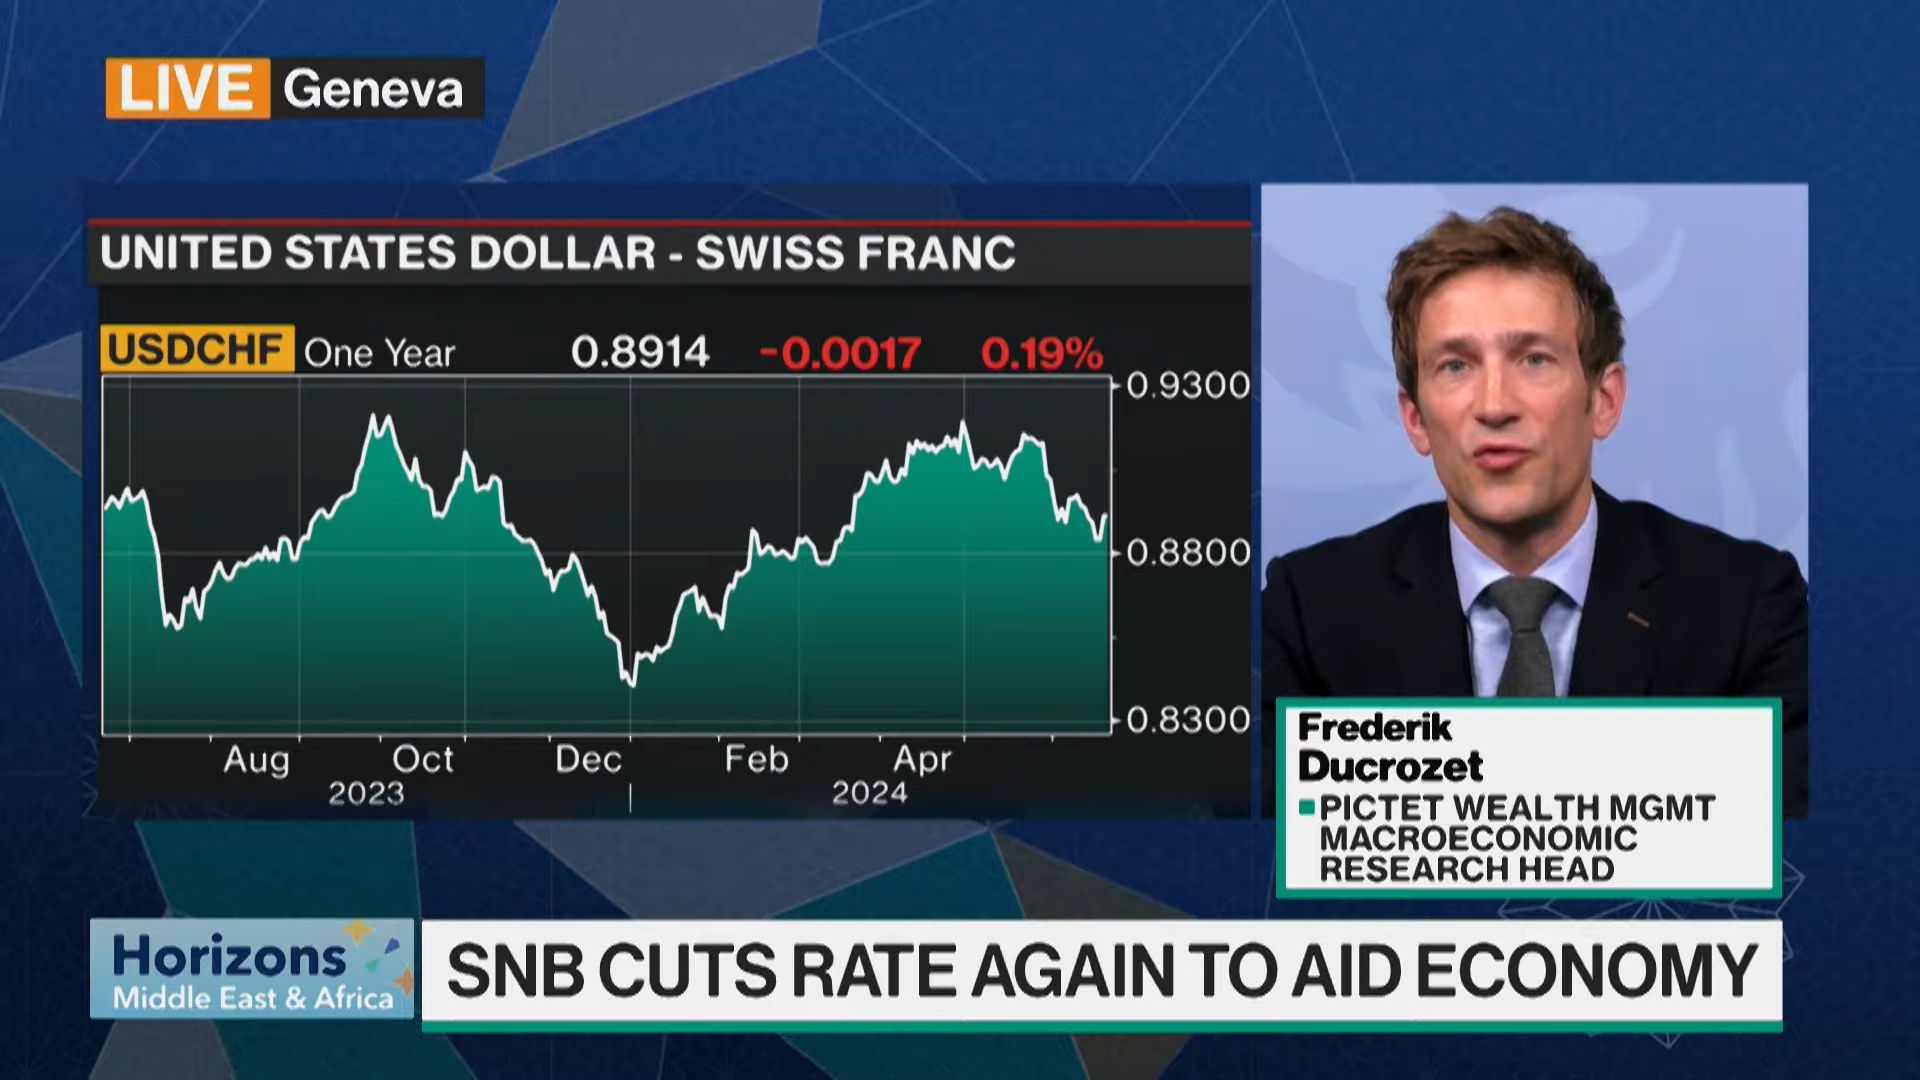 LIVE Geneva
UNITED STATES DOLLAR - SWISS FRANC
USDCHF One Year 0.8914 -0.0017 0.19%
0.9300
0.8800
0.8300
Aug Oct Dec Feb Apr
2023 2024
Frederik
Ducrozet
PICTET WEALTH MGMT
MACROECONOMIC
RESEARCH HEAD
Horizons
Middle East & Africa
SNB CUTS RATE AGAIN TO AID ECONOMY